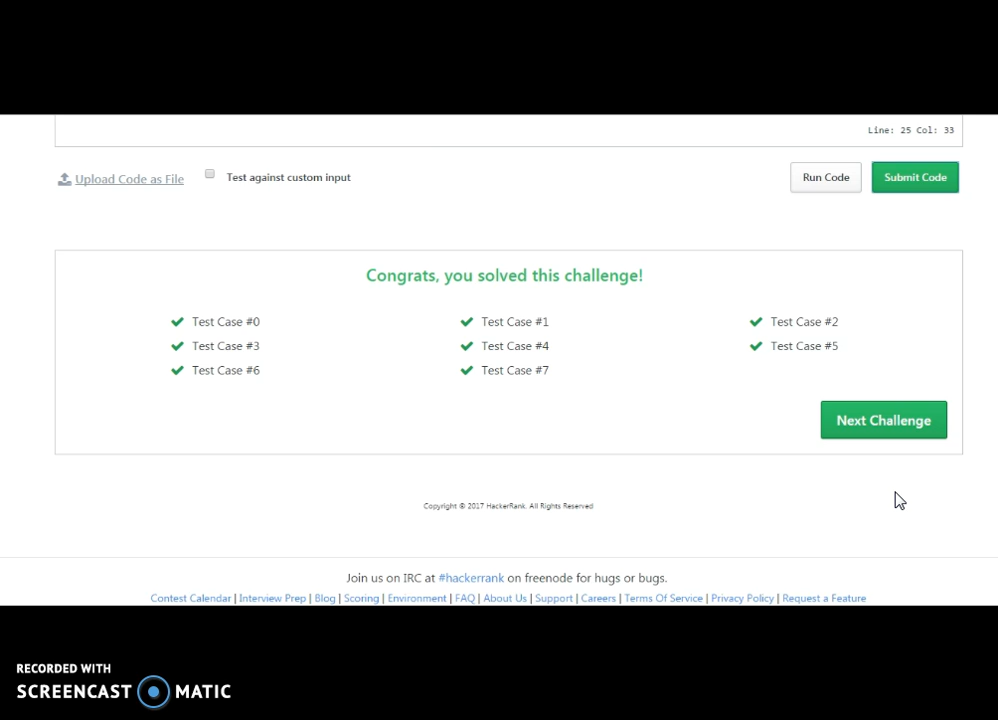 Line: 25 Col: 33
Upload Code as File
Test against custom input
Run Code
Submit Code
Congrats, you solved this challenge!
Test Case #0
Test Case #1
Test Case #2
Test Case #3
Test Case #4
Test Case #5
Test Case #6
Test Case #7
Next Challenge
Copyright © 2017 HackerRank. All Rights Reserved
Join us on IRC at #hackerrank on freenode for hugs or bugs.
Contest Calendar | Interview Prep | Blog | Scoring | Environment | FAQ | About Us | Support | Careers | Terms Of Service | Privacy Policy | Request a Feature
RECORDED WITH
SCREENCAST MATIC